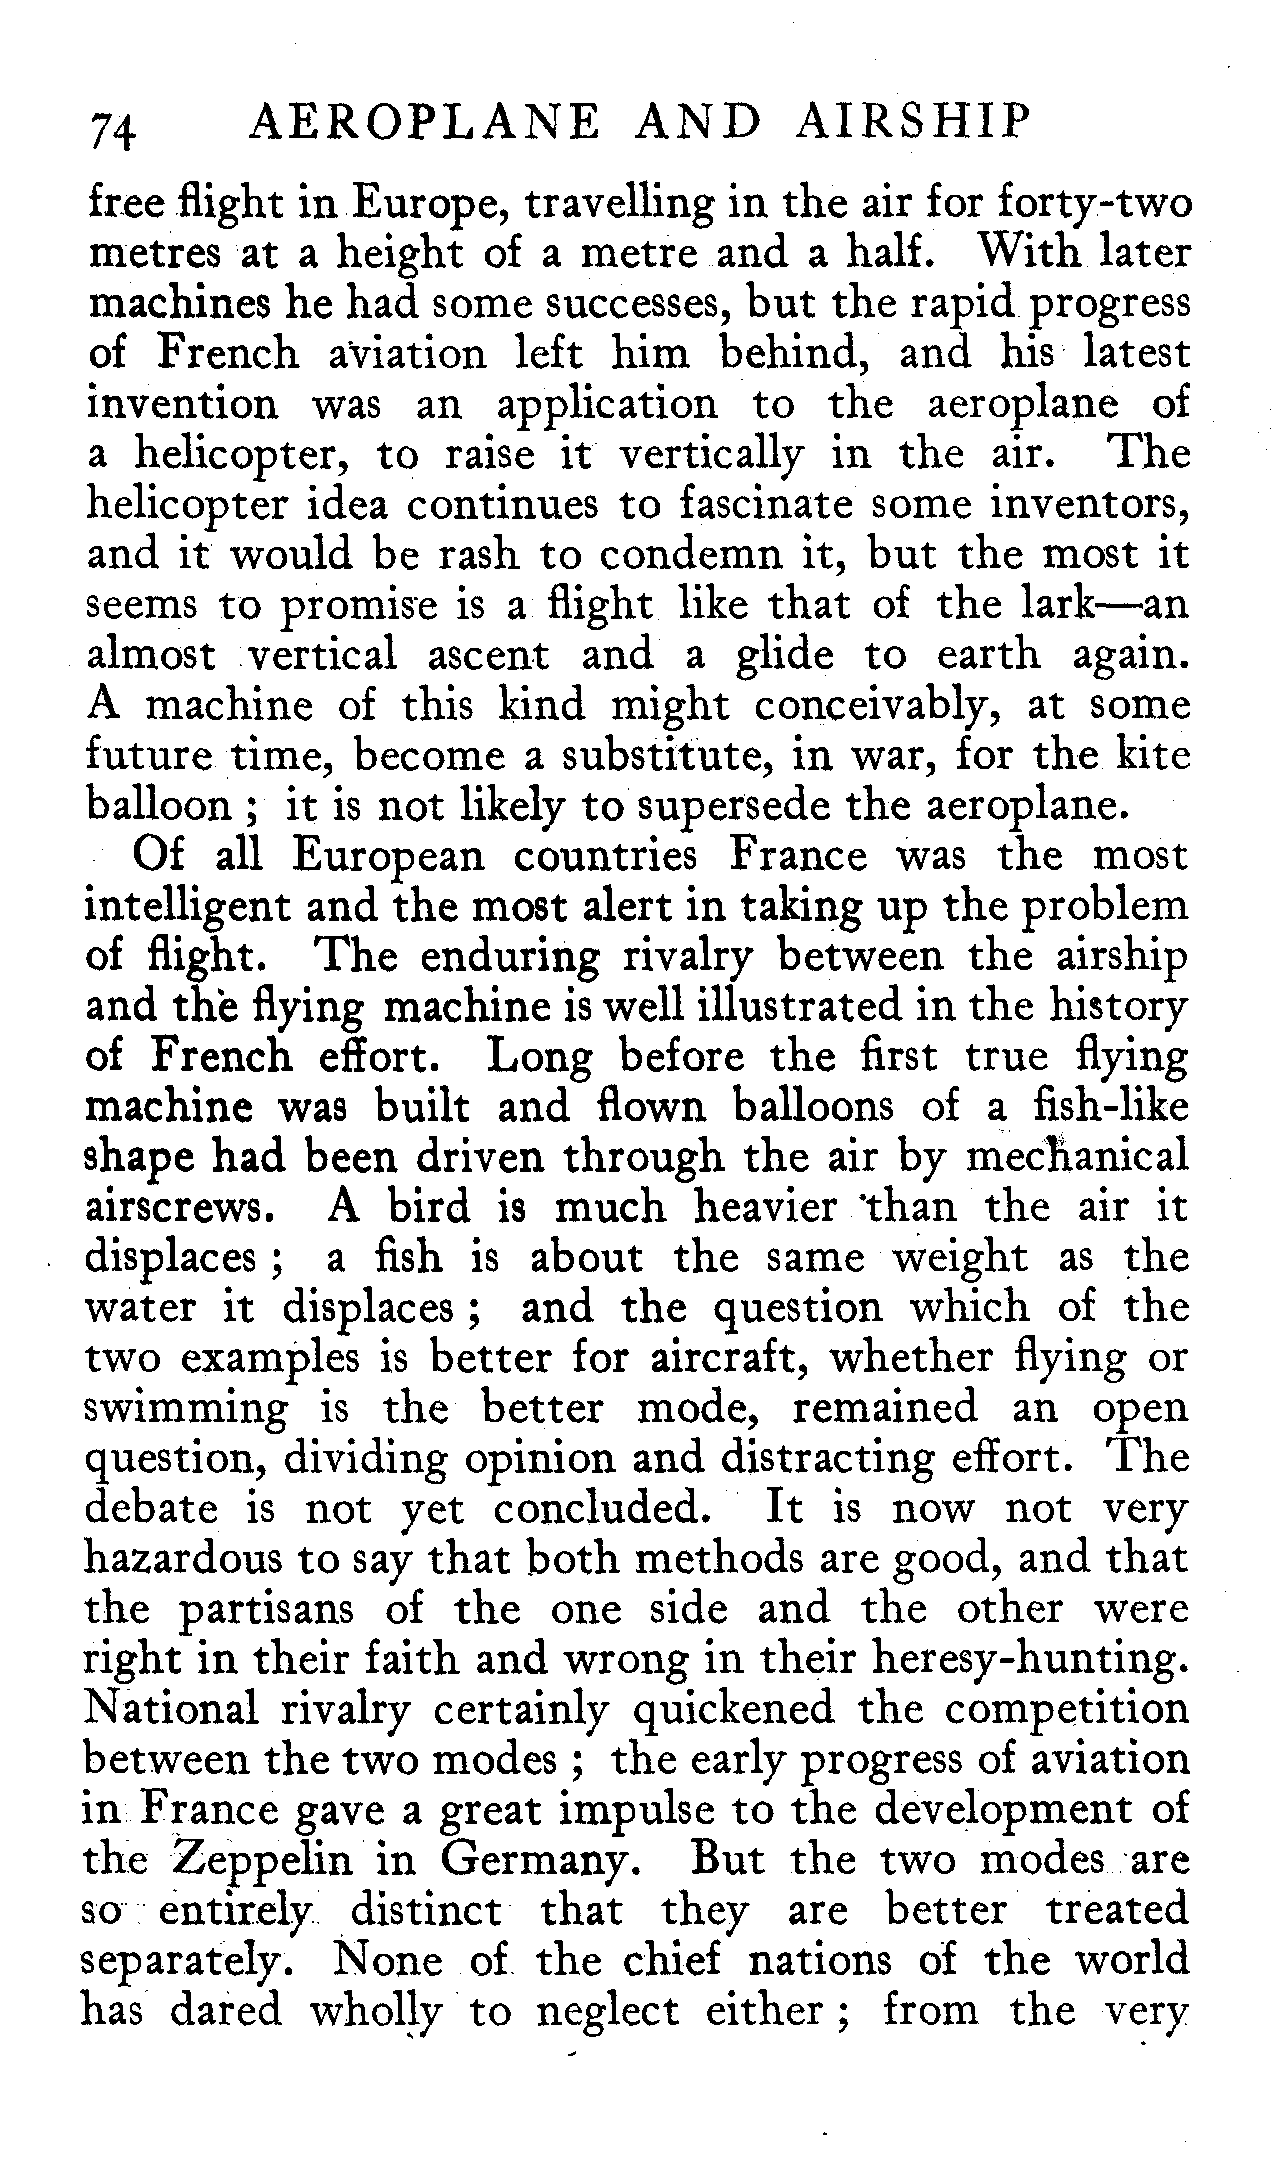 74 AEROPLANE AND AIRSHIP
free flight in Europe, travelling in the air for forty-two
metres at a height of a metre and a half. With later
machines he had some successes, but the rapid progress
of French aviation left him behind, and his latest
invention was an application to the aeroplane of
a helicopter, to raise it vertically in the air. The
helicopter idea continues to fascinate some inventors,
and it would be rash to condemn it, but the most it
seems to promise is a flight like that of the lark—an
almost vertical ascent and a glide to earth again.
A machine of this kind might conceivably, at some
future time, become a substitute, in war, for the kite
balloon ; it is not likely to supersede the aeroplane.
Of all European countries France was the most
intelligent and the most alert in taking up the problem
of flight. The enduring rivalry between the airship
and the flying machine is well illustrated in the history
of French effort. Long before the first true flying
machine was built and flown balloons of a fish-like
shape had been driven through the air by mechanical
airscrews. A bird is much heavier than the air it
displaces ; a fish is about the same weight as the
water it displaces ; and the question which of the
two examples is better for aircraft, whether flying or
swimming is the better mode, remained an open
question, dividing opinion and distracting effort. The
debate is not yet concluded. It is now not very
hazardous to say that both methods are good, and that
the partisans of the one side and the other were
right in their faith and wrong in their heresy-hunting.
National rivalry certainly quickened the competition
between the two modes ; the early progress of aviation
in France gave a great impulse to the development of
the Zeppelin in Germany. But the two modes are
so entirely distinct that they are better treated
separately. None of the chief nations of the world
has dared wholly to neglect either ; from the very